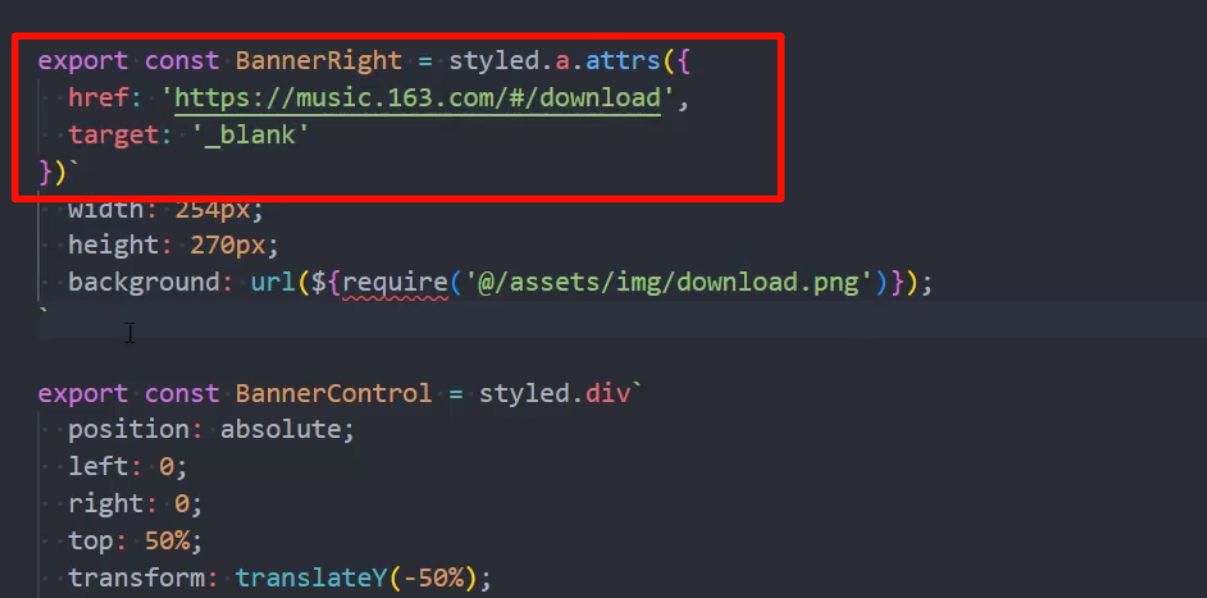 export const BannerRight = styled.a.attrs({
  href: 'https://music.163.com/#/download',
  target: '_blank'
})`
  width: 254px;
  height: 270px;
  background: url(${require('@/assets/img/download.png')});
`
export const BannerControl = styled.div`
  position: absolute;
  left: 0;
  right: 0;
  top: 50%;
  transform: translateY(-50%);